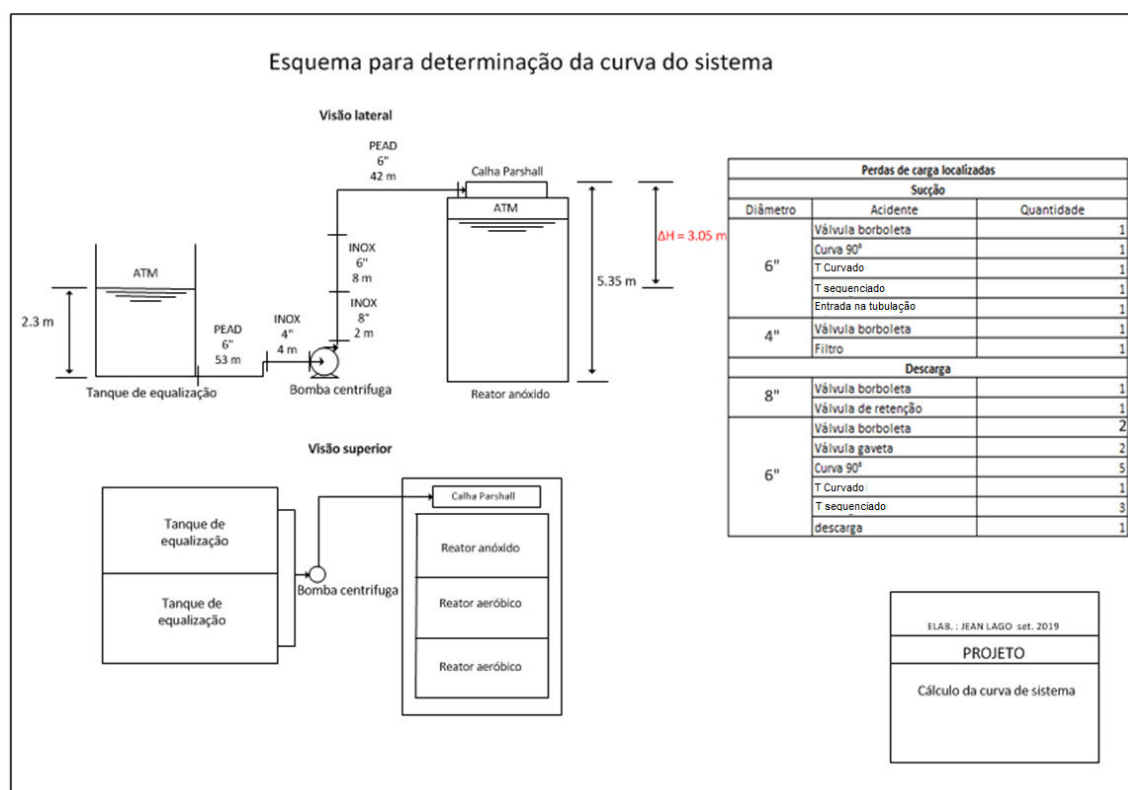 Esquema para determinação da curva do sistema
Visão lateral
PEAD
6"
42 m
Calha Parshall
ATM
ΔH = 3.05 m
5.35 m
INOX
6"
8 m
INOX
8"
2 m
ATM
2.3 m
PEAD
6"
53 m
INOX
4"
4 m
Tanque de equalização
Bomba centrifuga
Reator anóxido
Visão superior
Tanque de
equalização
Tanque de
equalização
Bomba centrifuga
Calha Parshall
Reator anóxido
Reator aeróbico
Reator aeróbico
Perdas de carga localizadas
Sucção
Diâmetro Acidente Quantidade
6"
Válvula borboleta 1
Curva 90° 1
T Curvado 1
T sequenciado 1
Entrada na tubulação 1
4"
Válvula borboleta 1
Filtro 1
Descarga
8"
Válvula borboleta 1
Válvula de retenção 1
6"
Válvula borboleta 2
Válvula gaveta 2
Curva 90° 5
T Curvado 1
T sequenciado 3
descarga 1
ELAB. : JEAN LAGO set. 2019
PROJETO
Cálculo da curva de sistema